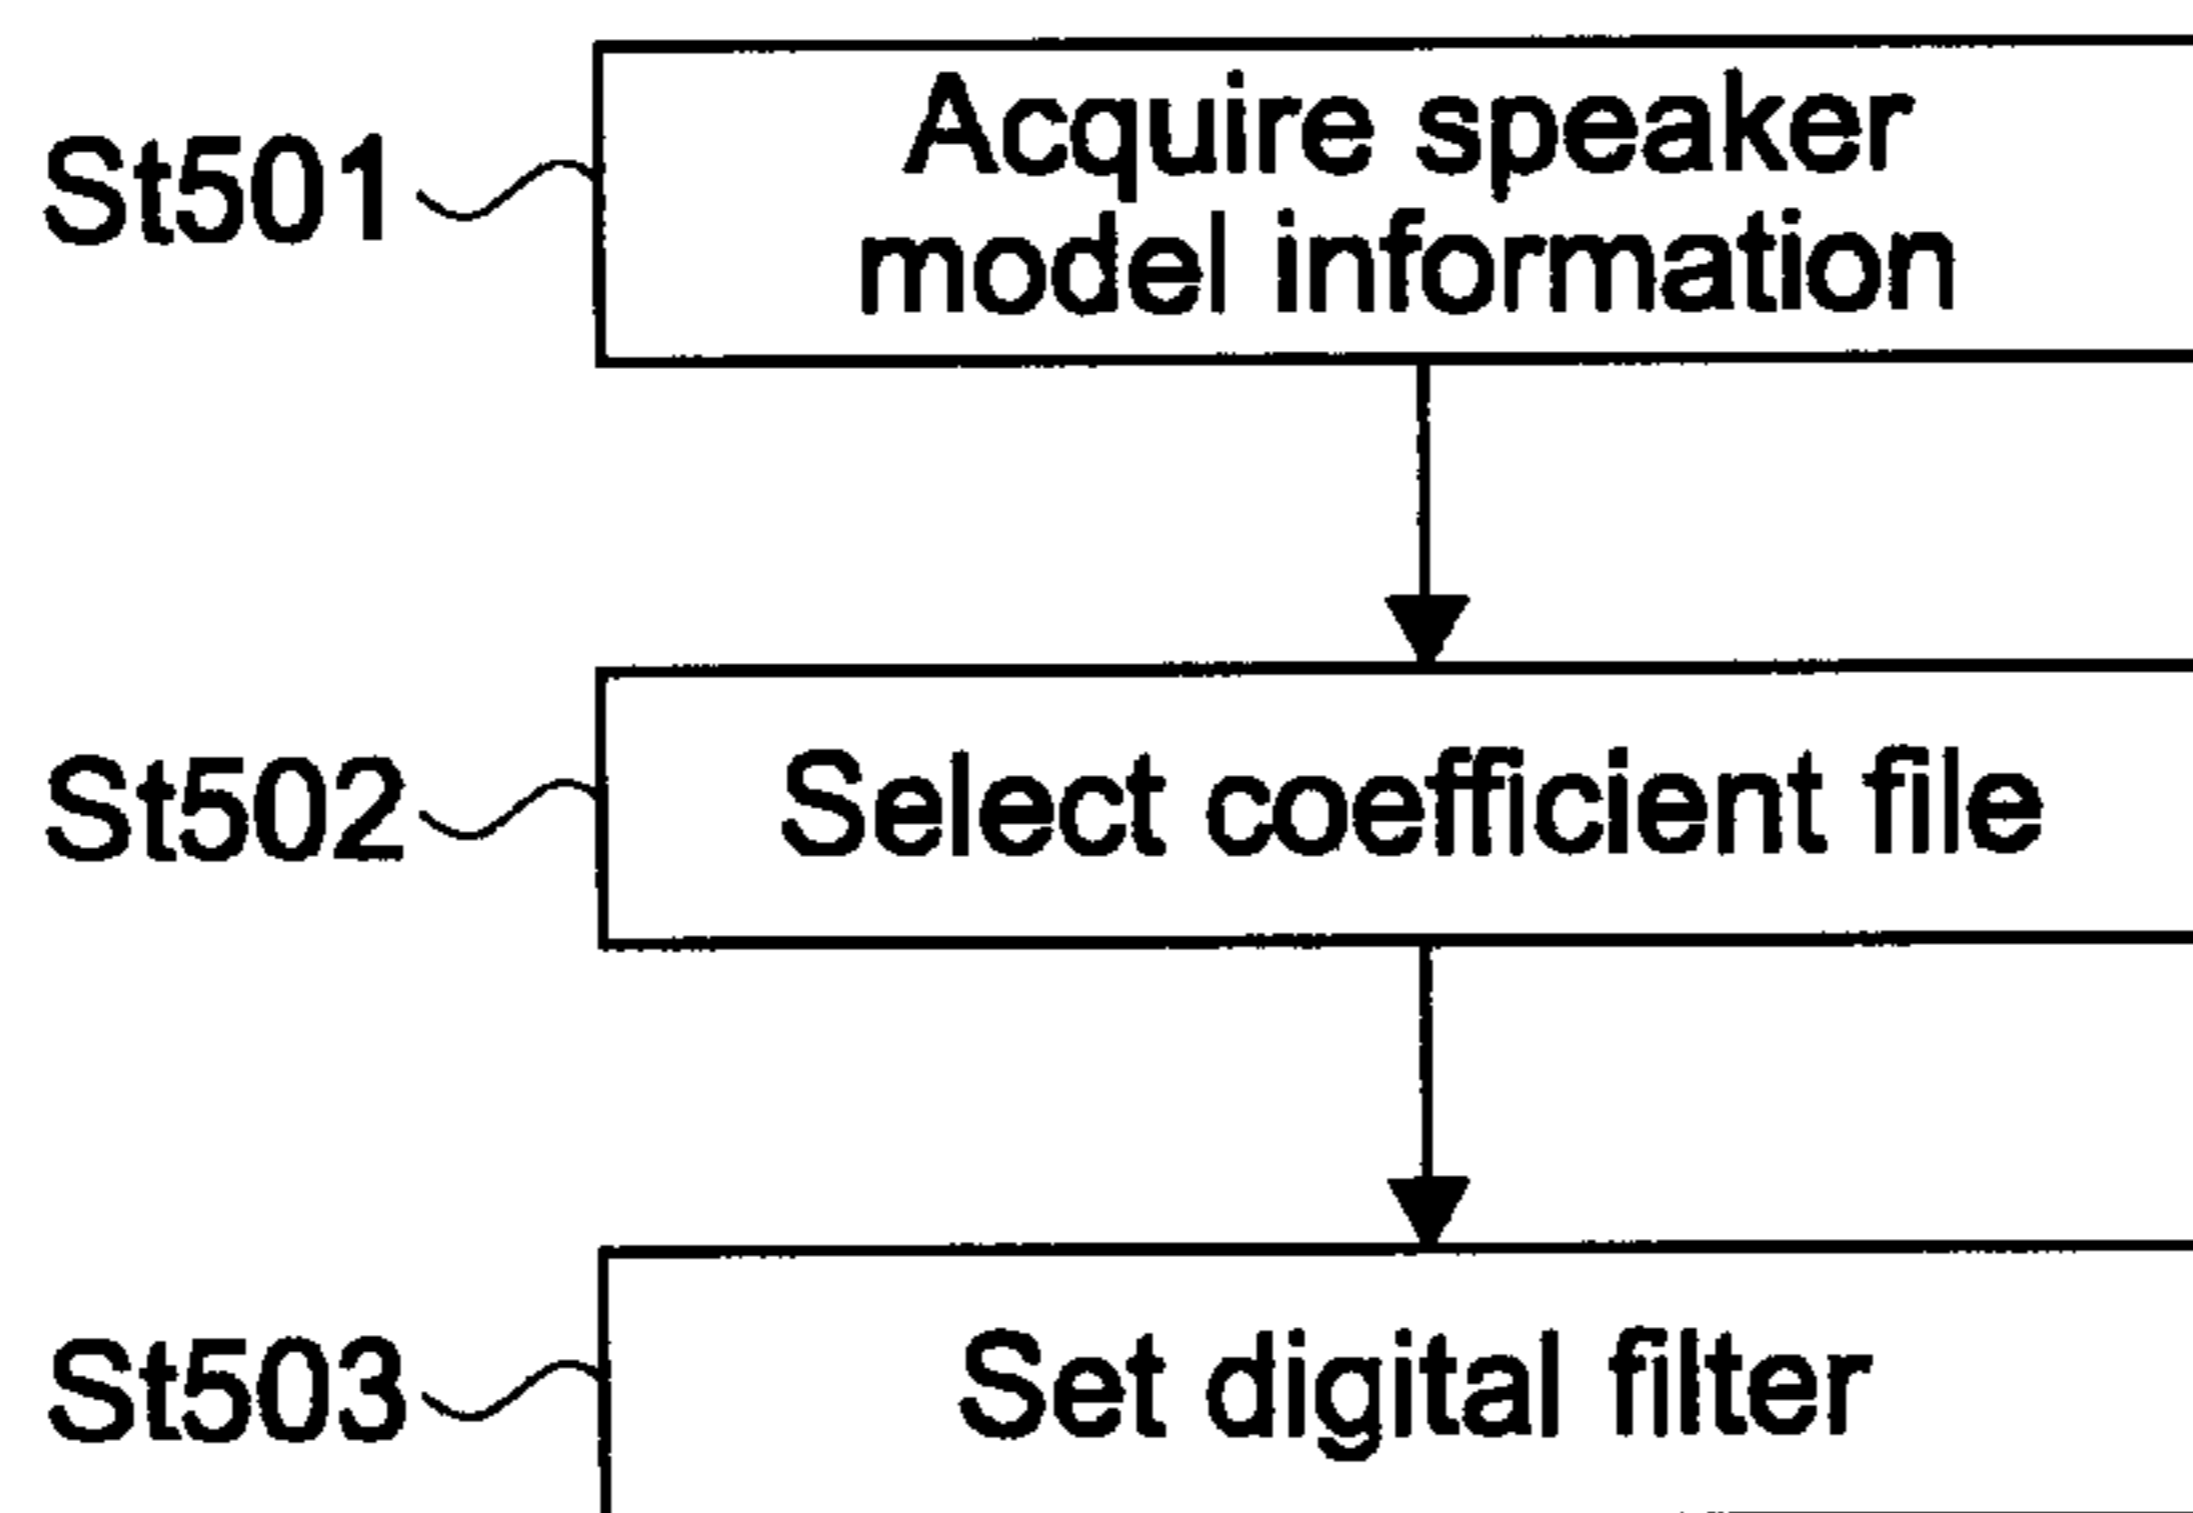 St501
Acquire speaker
model information
St502
Select coefficient file
St503
Set digital filter